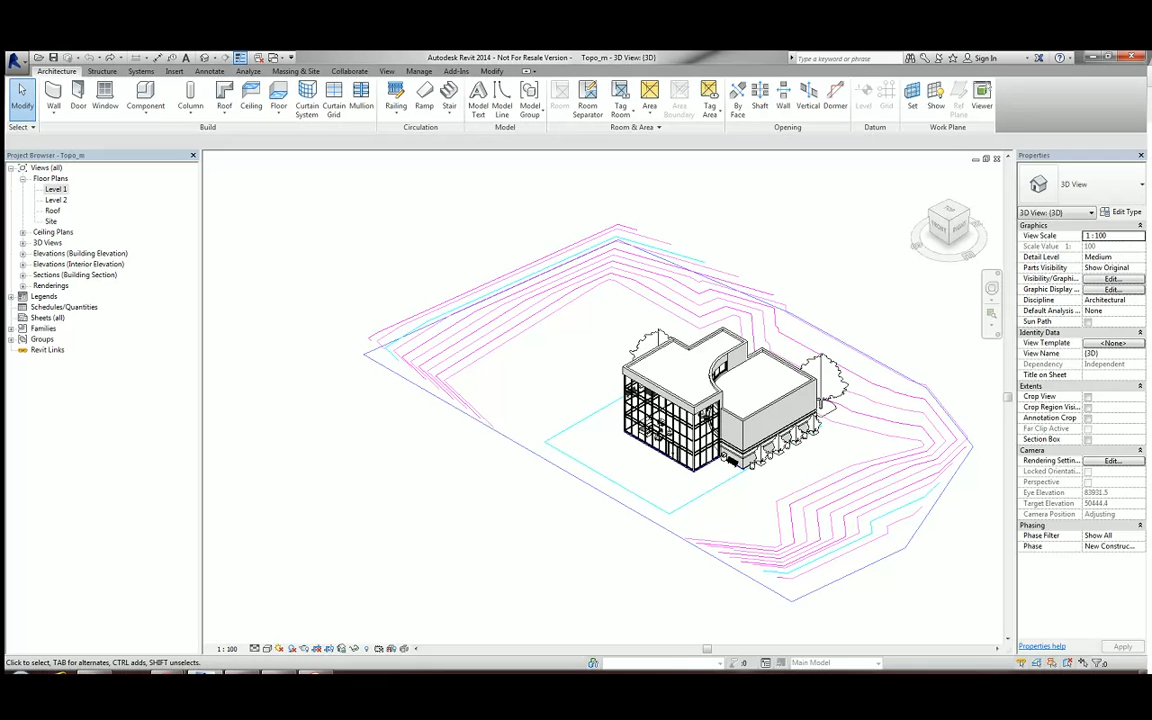 Autodesk Revit 2014 - Not For Resale Version - Topo_m - 3D View: {3D}
Type a keyword or phrase
Sign In
Architecture Structure Systems Insert Annotate Analyze Massing & Site Collaborate View Manage Add-Ins Modify
Modify Wall Door Window Component Column Roof Ceiling Floor Curtain System Curtain Grid Mullion Railing Ramp Stair Model Text Model Line Model Group Room Room Separator Tag Room Area Area Boundary Tag Area By Face Shaft Wall Vertical Dormer Level Grid Set Show Ref Plane Viewer
Select Build Circulation Model Room & Area Opening Datum Work Plane
Project Browser - Topo_m
Views (all)
Floor Plans
Level 1
Level 2
Roof
Site
Ceiling Plans
3D Views
Elevations (Building Elevation)
Elevations (Interior Elevation)
Sections (Building Section)
Renderings
Legends
Schedules/Quantities
Sheets (all)
Families
Groups
Revit Links
TOP
FRONT
Properties
3D View
3D View: {3D} Edit Type
Graphics
View Scale 1 : 100
Scale Value 1: 100
Detail Level Medium
Parts Visibility Show Original
Visibility/Graphi... Edit...
Graphic Display ... Edit...
Discipline Architectural
Default Analysis ... None
Sun Path
Identity Data
View Template <None>
View Name {3D}
Dependency Independent
Title on Sheet
Extents
Crop View
Crop Region Visi...
Annotation Crop
Far Clip Active
Section Box
Camera
Rendering Settin... Edit...
Locked Orientati...
Perspective
Eye Elevation 83931.5
Target Elevation 50444.4
Camera Position Adjusting
Phasing
Phase Filter Show All
Phase New Construc...
Properties help Apply
1 : 100
Click to select, TAB for alternates, CTRL adds, SHIFT unselects.
:0 Main Model :0